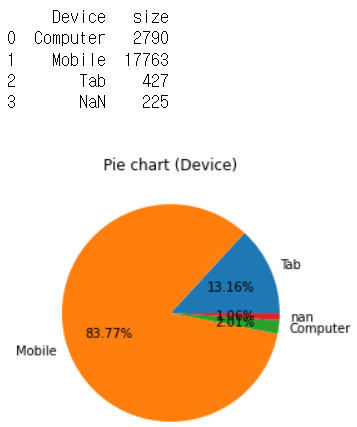 Device size
0 Computer 2790
1 Mobile 17763
2 Tab 427
3 NaN 225
Pie chart (Device)
Tab
13.16%
1.06%
nan
2.01%
Computer
83.77%
Mobile